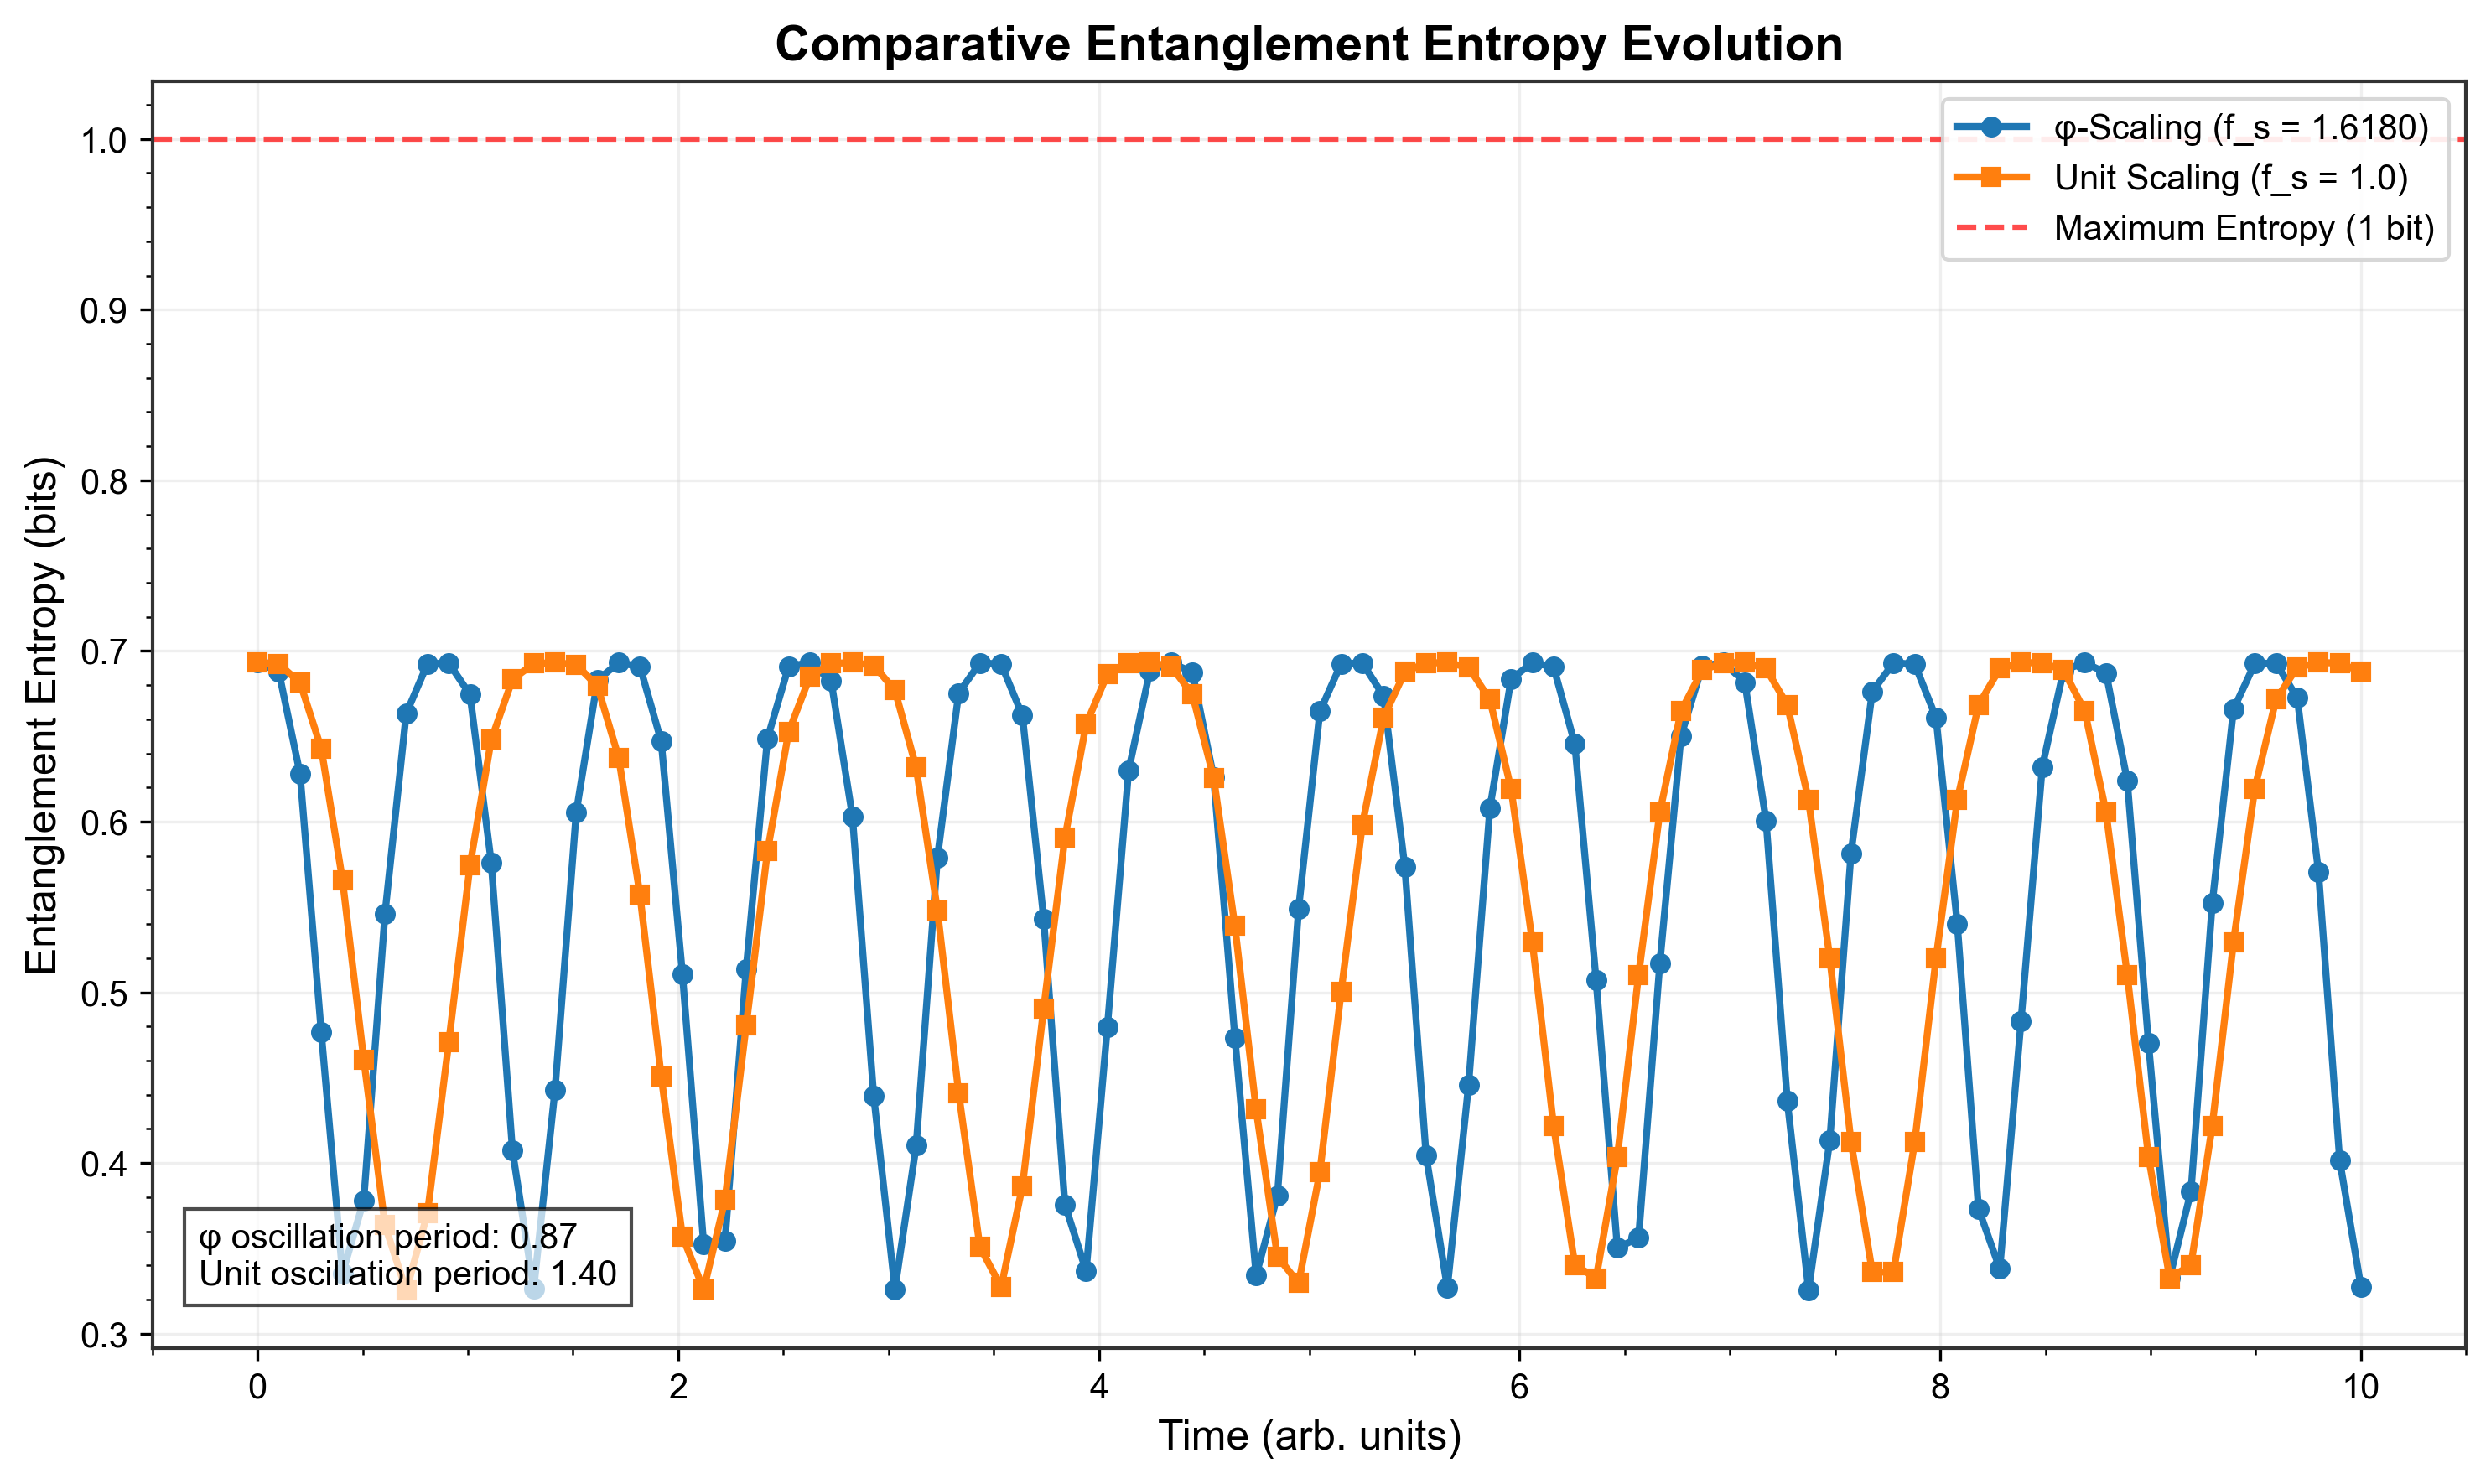 Comparative Entanglement Entropy Evolution
φ-Scaling (f_s = 1.6180)
Unit Scaling (f_s = 1.0)
Maximum Entropy (1 bit)
Entanglement Entropy (bits)
1.0
0.9
0.8
0.7
0.6
0.5
0.4
0.3
φ oscillation period: 0.87
Unit oscillation period: 1.40
0 2 4 6 8 10
Time (arb. units)